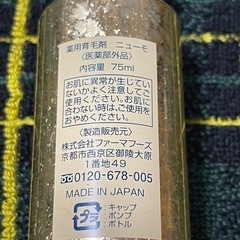 薬用育毛剤 ニューモ
〈医薬部外品〉
内容量 75ml
お肌に異常が生じてい
ないかよく注意して
ご使用ください。お肌に
合わない時はご使用を
おやめください。
〈製造販売元〉
株式会社ファーマフーズ
京都市西京区御陵大原
1番地49
0120-678-005
MADE IN JAPAN
プラ
キャップ
ポンプ
ボトル